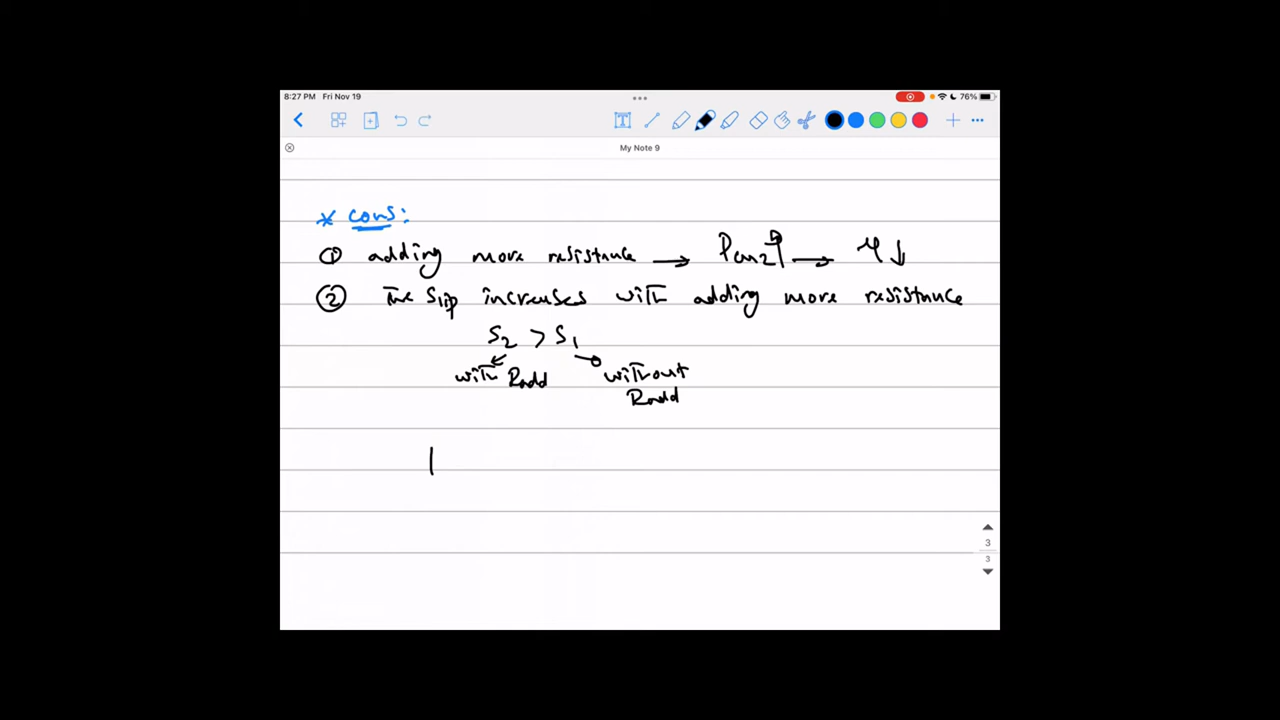 8:27 PM Fri Nov 19
76%
My Note 9
* cons:
① adding more resistance → Pcu2↑ → η↓
② The Slip increases with adding more resistance
S2 > S1
with Radd
without
Radd
3
3